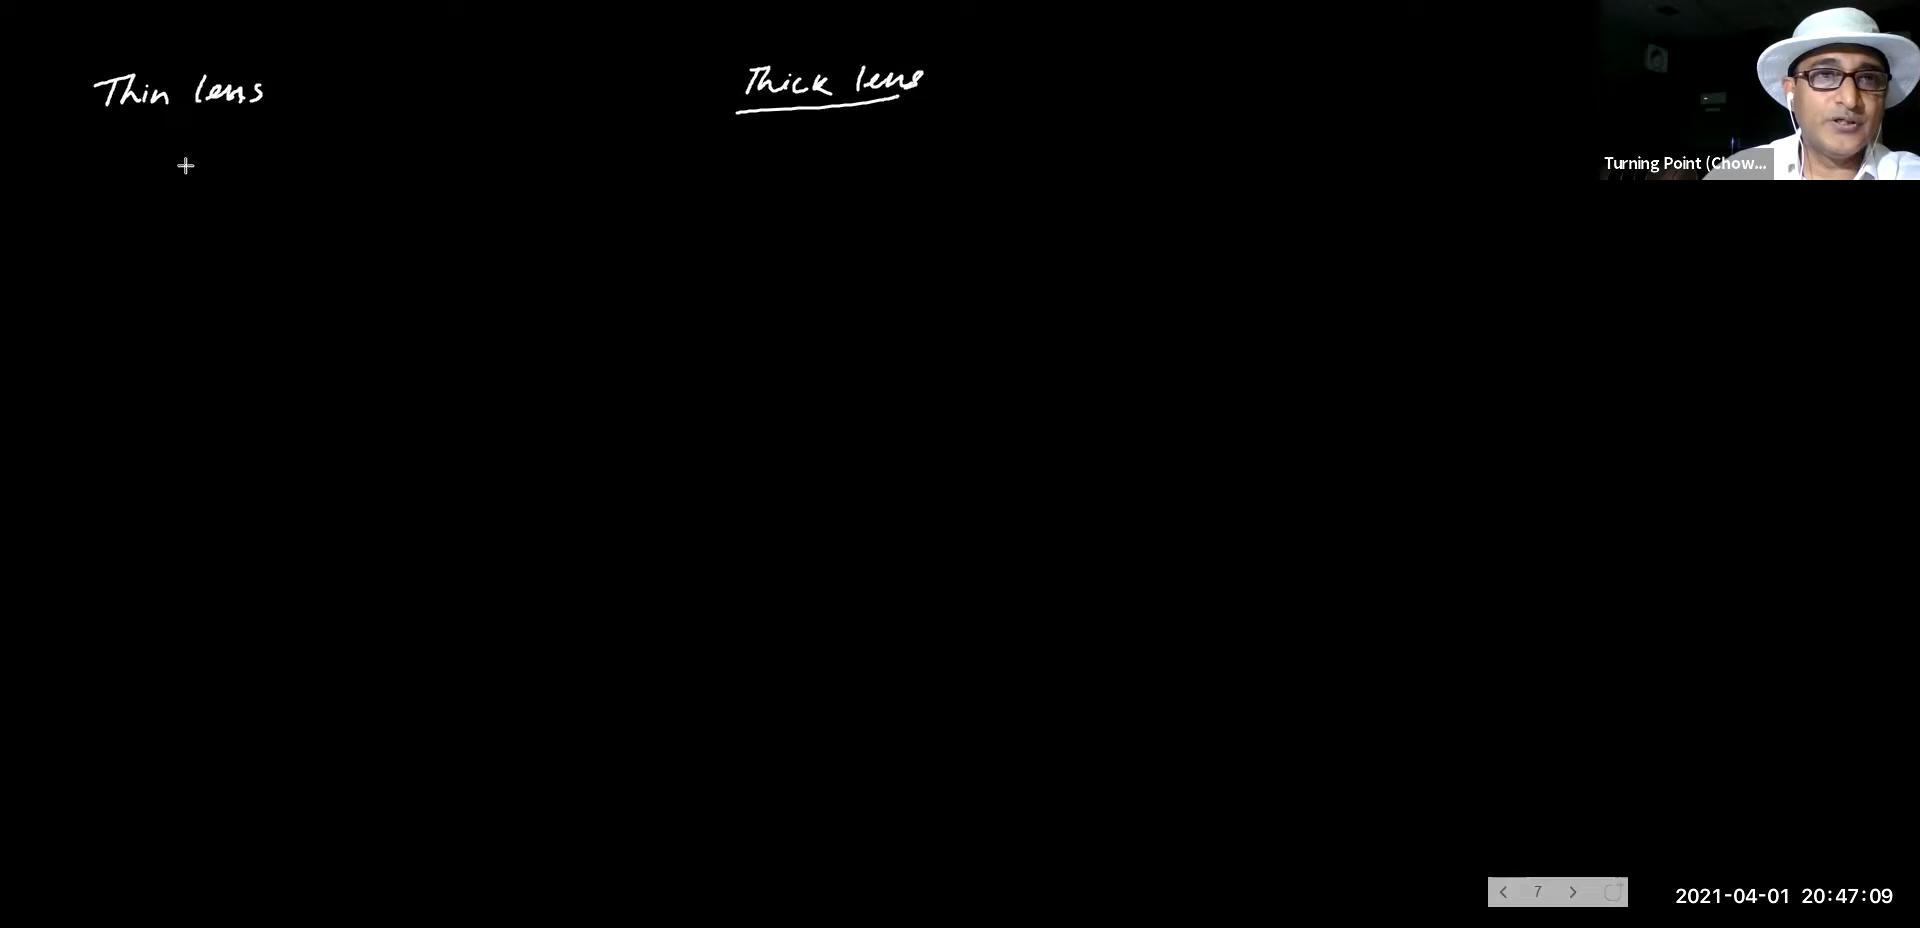 Thin lens
Thick lens
Turning Point (Chow...
7
2021-04-01 20:47:09